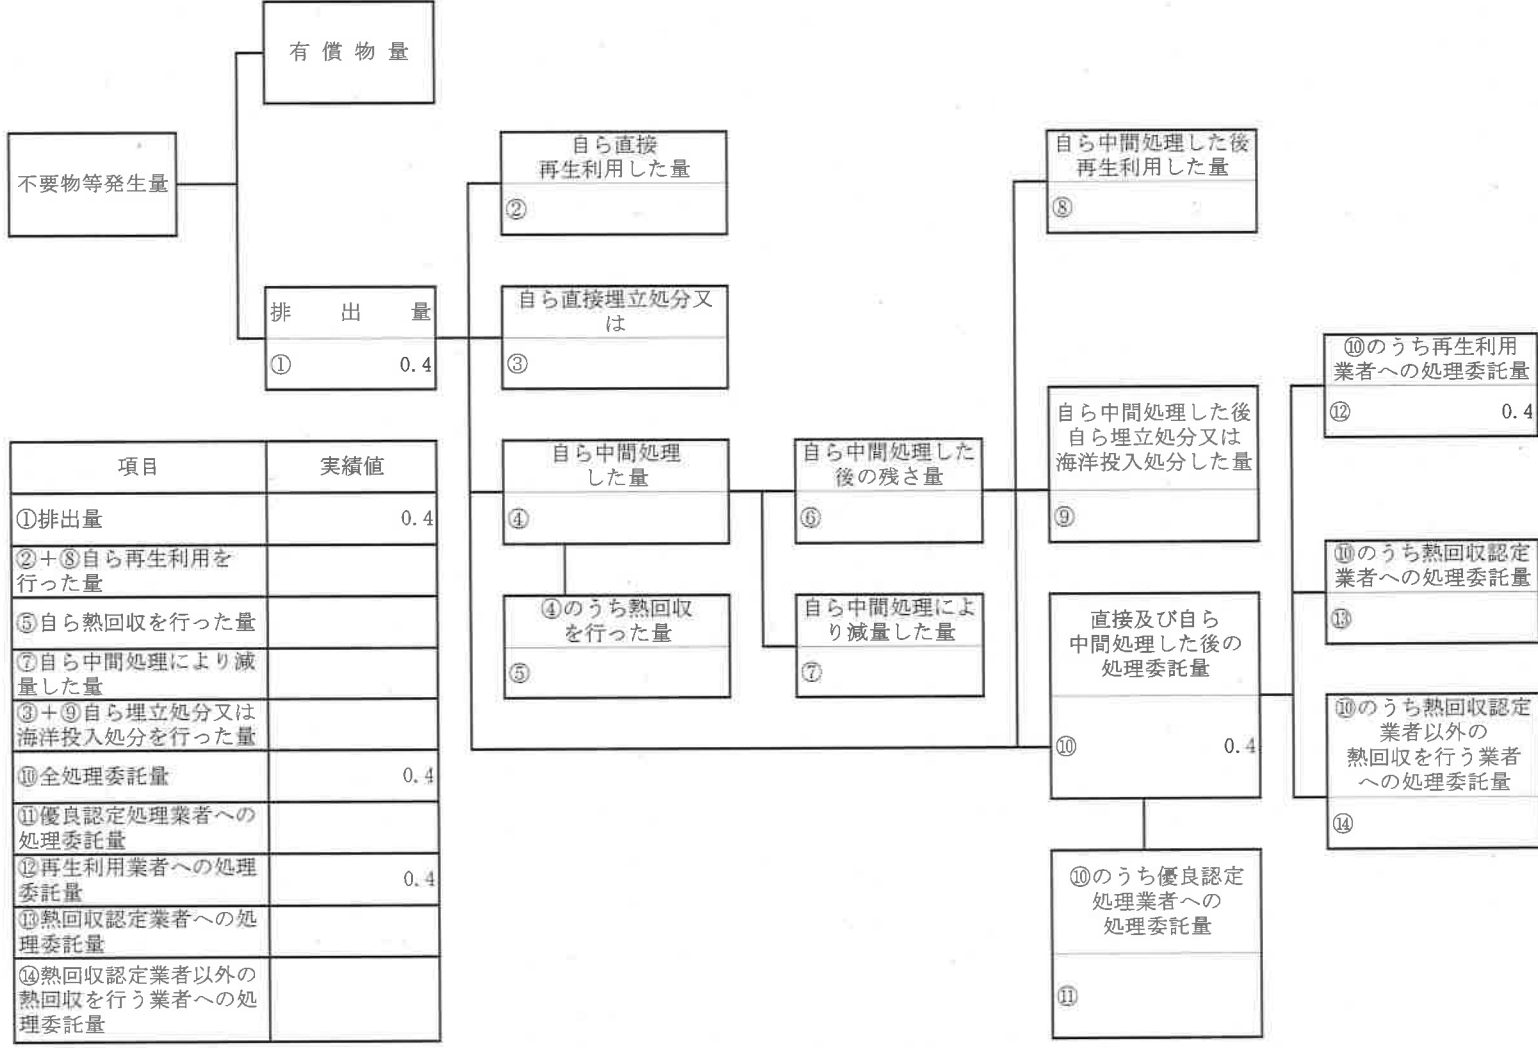 有償物量
不要物等発生量
排出量
① 0.4
自ら直接
再生利用した量
②
自ら直接埋立処分又
は
③
自ら中間処理
した量
④
④のうち熱回収
を行った量
⑤
自ら中間処理した
後の残さ量
⑥
自ら中間処理によ
り減量した量
⑦
自ら中間処理した後
再生利用した量
⑧
自ら中間処理した後
自ら埋立処分又は
海洋投入処分した量
⑨
直接及び自ら
中間処理した後の
処理委託量
⑩ 0.4
⑩のうち優良認定
処理業者への
処理委託量
⑪
⑩のうち再生利用
業者への処理委託量
⑫ 0.4
⑩のうち熱回収認定
業者への処理委託量
⑬
⑩のうち熱回収認定
業者以外の
熱回収を行う業者
への処理委託量
⑭
項目 実績値
①排出量 0.4
②+⑧自ら再生利用を
行った量
⑤自ら熱回収を行った量
⑦自ら中間処理により減
量した量
③+⑨自ら埋立処分又は
海洋投入処分を行った量
⑩全処理委託量 0.4
⑪優良認定処理業者への
処理委託量
⑫再生利用業者への処理
委託量 0.4
⑬熱回収認定業者への処
理委託量
⑭熱回収認定業者以外の
熱回収を行う業者への処
理委託量